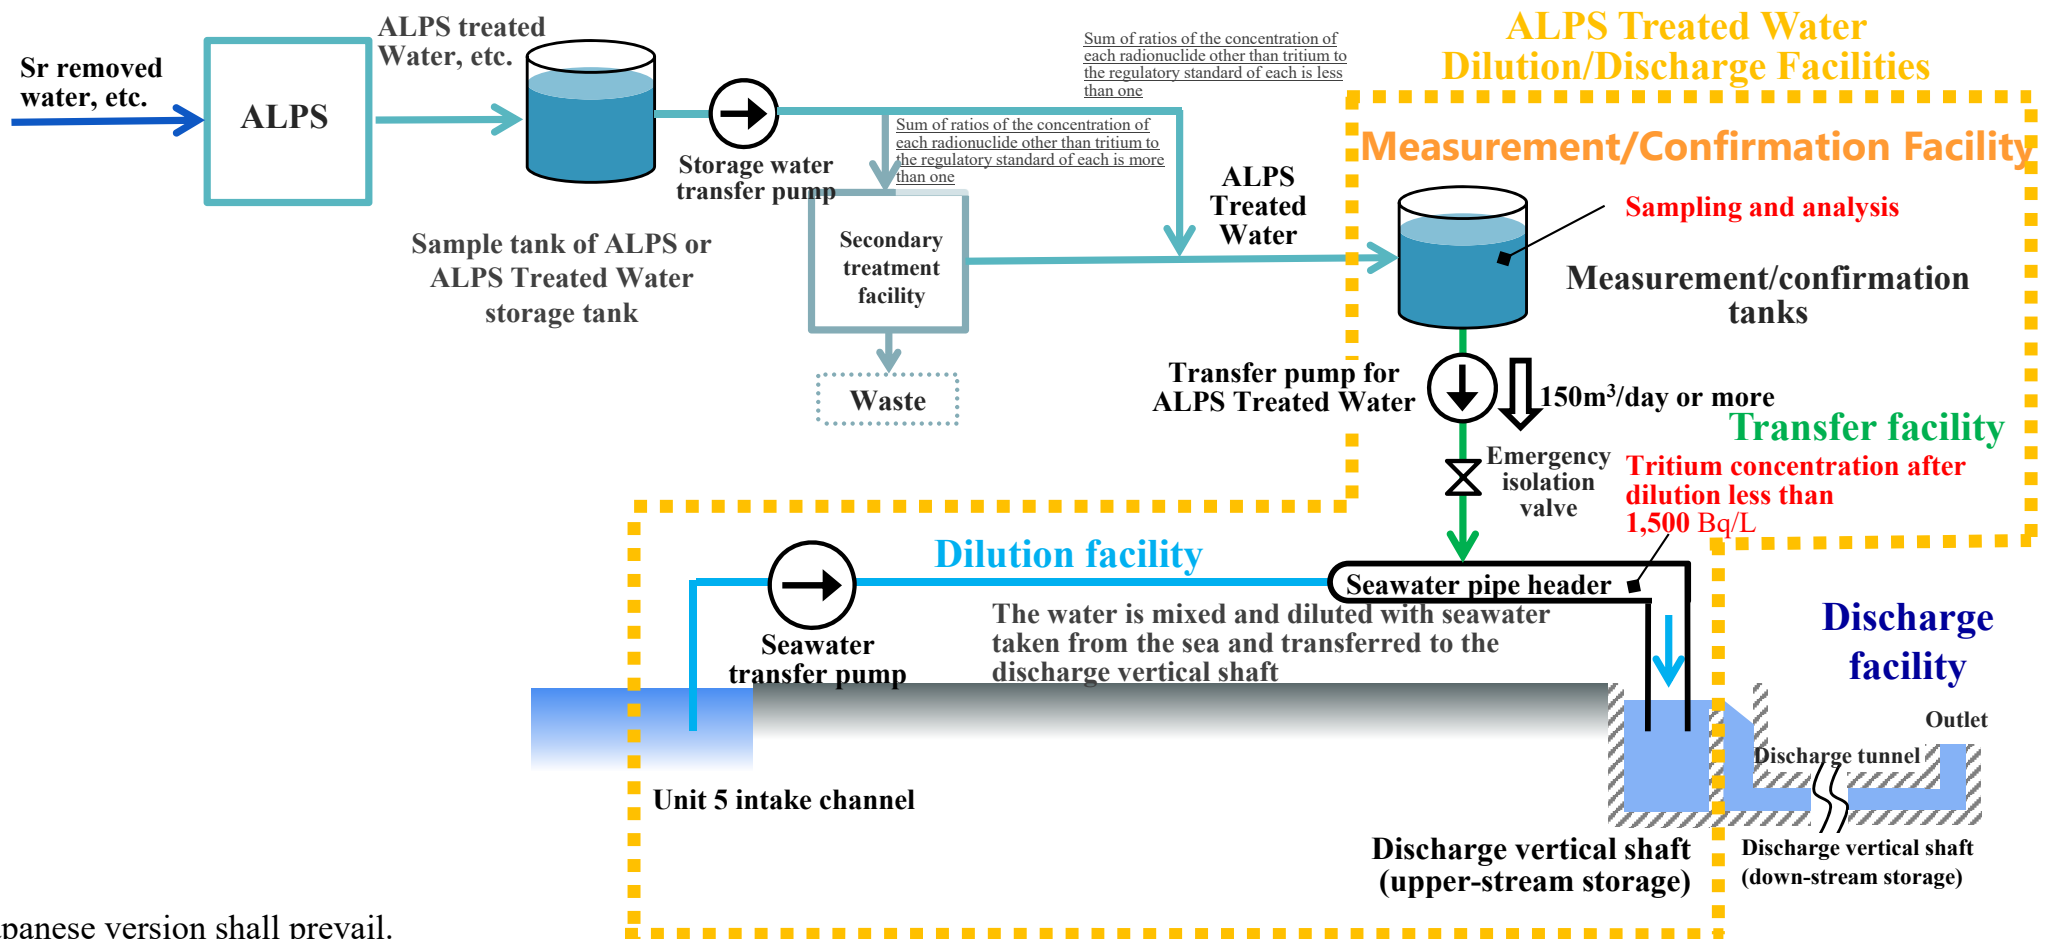 ALPS Treated Water
Dilution/Discharge Facilities
ALPS treated
Water, etc.
Sr removed
water, etc.
ALPS
Sum of ratios of the concentration of
each radionuclide other than tritium to
the regulatory standard of each is less
than one
Sum of ratios of the concentration of
each radionuclide other than tritium to
the regulatory standard of each is more
than one
Storage water
transfer pump
Sample tank of ALPS or
ALPS Treated Water
storage tank
Secondary
treatment
facility
Waste
ALPS
Treated
Water
Measurement/Confirmation Facility
Sampling and analysis
Measurement/confirmation
tanks
Transfer pump for
ALPS Treated Water
150m³/day or more
Transfer facility
Emergency
isolation
valve
Tritium concentration after
dilution less than
1,500 Bq/L
Dilution facility
Seawater pipe header
Seawater
transfer pump
The water is mixed and diluted with seawater
taken from the sea and transferred to the
discharge vertical shaft
Discharge
facility
Outlet
Discharge tunnel
Unit 5 intake channel
Discharge vertical shaft
(upper-stream storage)
Discharge vertical shaft
(down-stream storage)
version shall prevail.